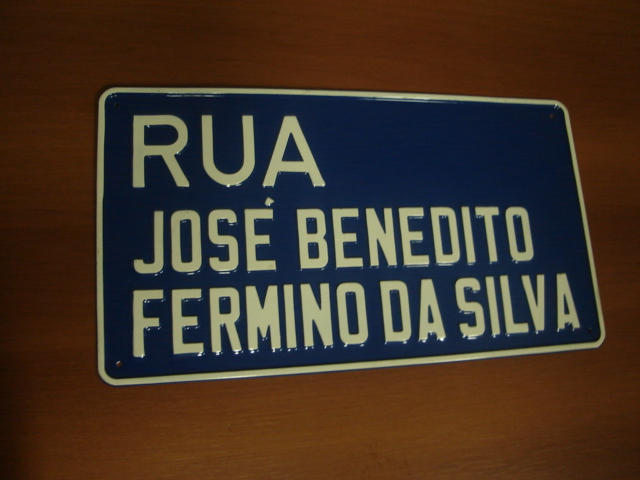 RUA
JOSÉ BENEDITO
FERMINO DA SILVA